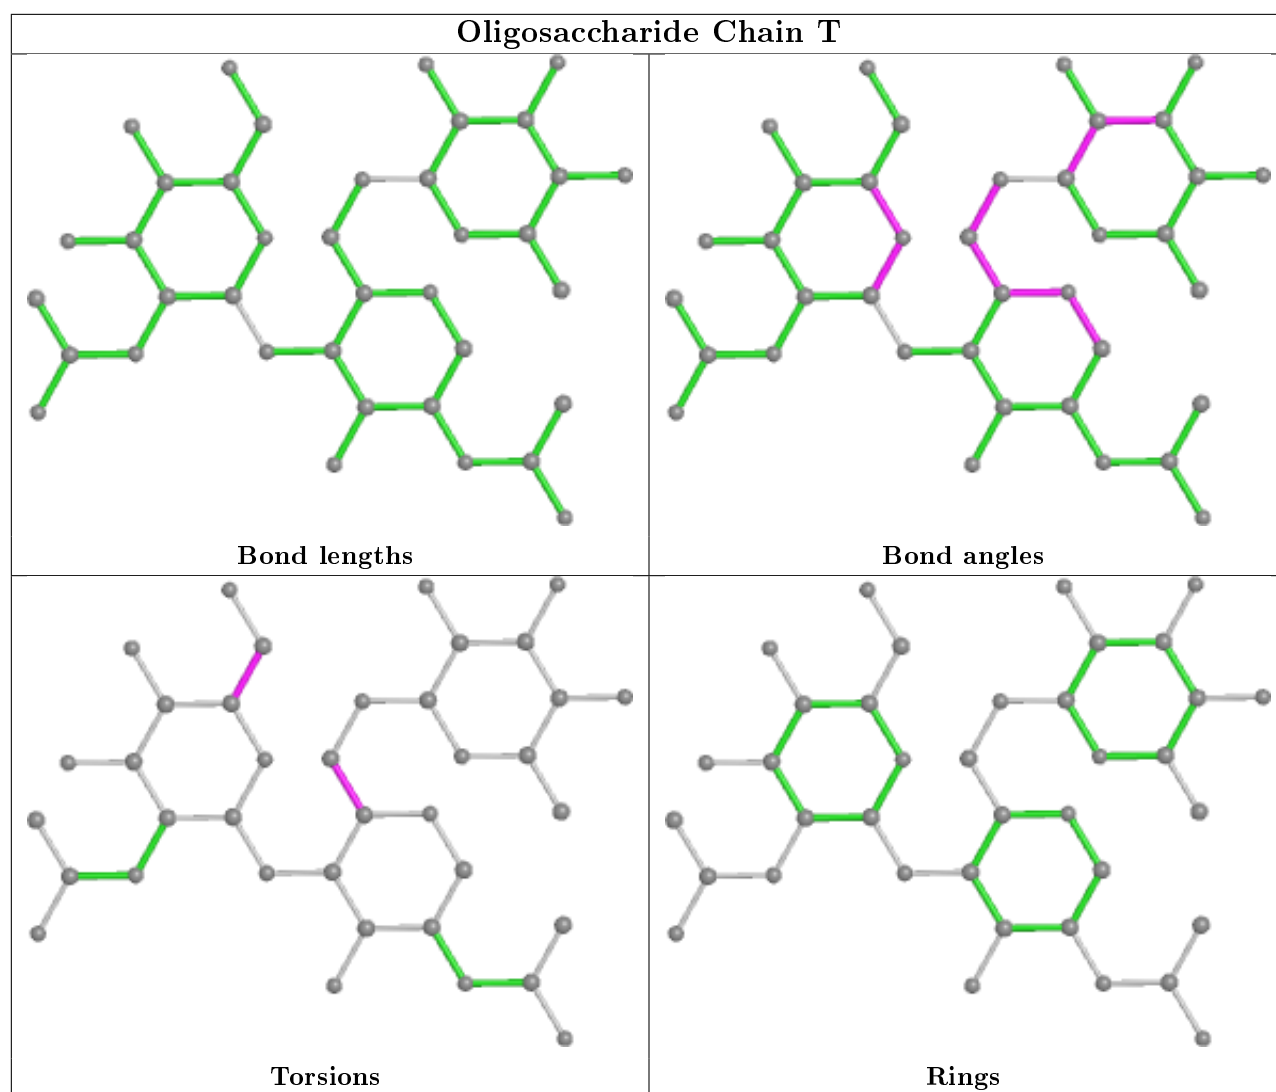 Oligosaccharide Chain T
Bond lengths
Bond angles
Torsions
Rings